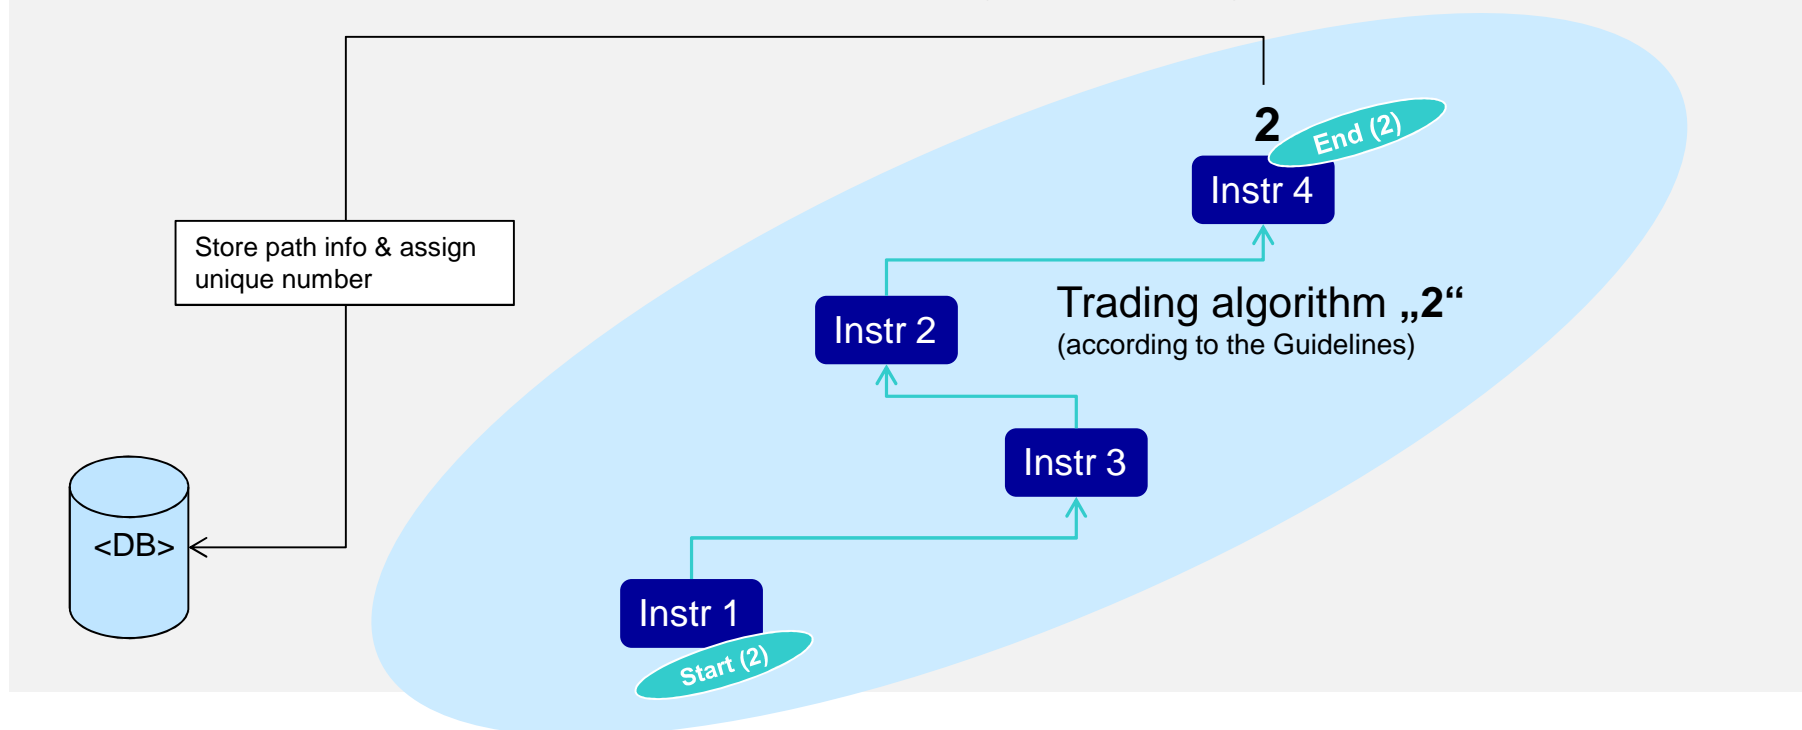 2
End (2)
Instr 4
Store path info & assign
unique number
Trading algorithm „2“
(according to the Guidelines)
Instr 2
Instr 3
<DB>
Instr 1
Start (2)